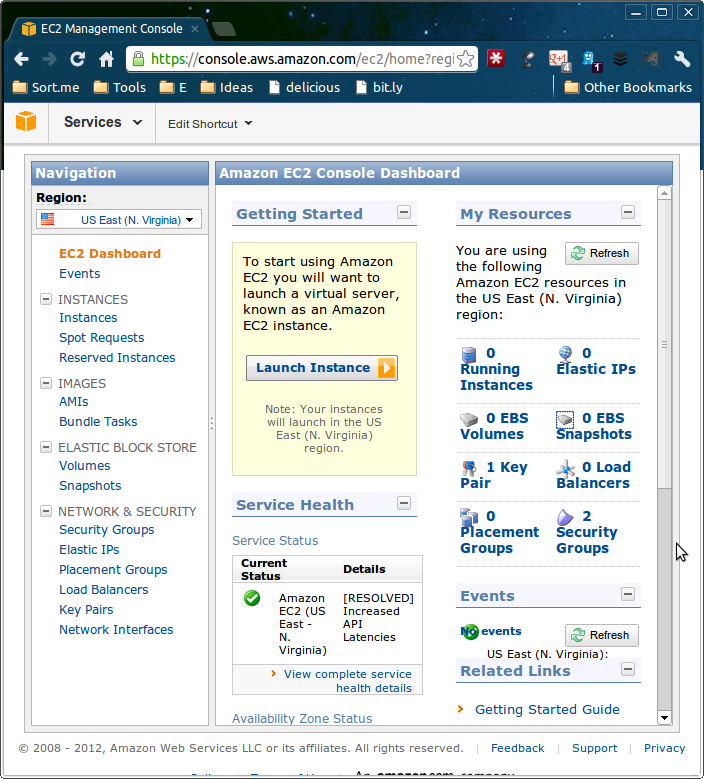 EC2 Management Console
https://console.aws.amazon.com/ec2/home?regi
4
1
Sort.me
Tools
E
Ideas
delicious
bit.ly
Other Bookmarks
Services
Edit Shortcut
Navigation
Region:
US East (N. Virginia)
EC2 Dashboard
Events
INSTANCES
Instances
Spot Requests
Reserved Instances
IMAGES
AMIs
Bundle Tasks
ELASTIC BLOCK STORE
Volumes
Snapshots
NETWORK & SECURITY
Security Groups
Elastic IPs
Placement Groups
Load Balancers
Key Pairs
Network Interfaces
Amazon EC2 Console Dashboard
Getting Started
To start using Amazon
EC2 you will want to
launch a virtual server,
known as an Amazon
EC2 instance.
Launch Instance
Note: Your instances
will launch in the US
East (N. Virginia)
region.
Service Health
Service Status
Current
Status
Details
Amazon
EC2 (US
East -
N.
Virginia)
[RESOLVED]
Increased
API
Latencies
View complete service
health details
Availability Zone Status
My Resources
You are using
the following
Amazon EC2 resources in
the US East (N. Virginia)
region:
Refresh
0
Running
Instances
0
Elastic IPs
0 EBS
Volumes
0 EBS
Snapshots
1 Key
Pair
0 Load
Balancers
0
Placement
Groups
2
Security
Groups
Events
No events
Refresh
US East (N. Virginia):
Related Links
Getting Started Guide
© 2008 - 2012, Amazon Web Services LLC or its affiliates. All rights reserved. | Feedback | Support | Privacy